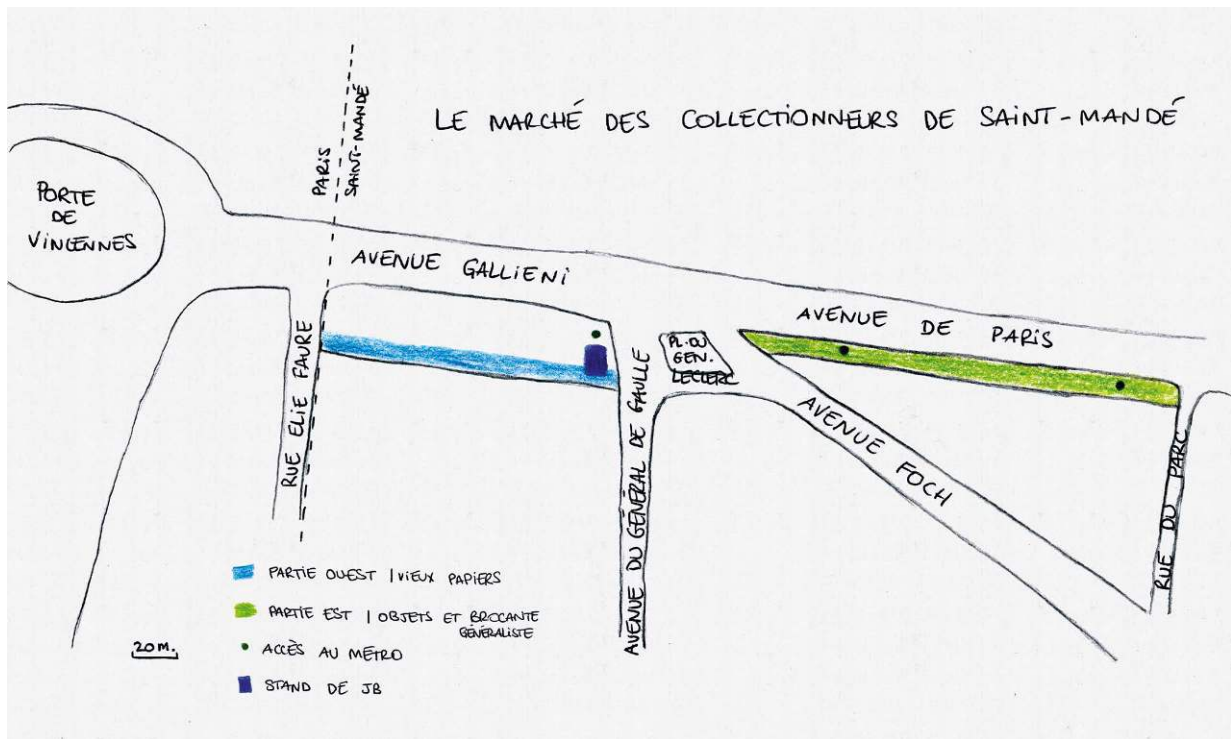 LE MARCHÉ DES COLLECTIONNEURS DE SAINT-MANDÉ
PARIS
SAINT-MANDÉ
PORTE
DE
VINCENNES
AVENUE GALLIENI
AVENUE DE PARIS
RUE ELIE FAURE
PL. DU
GEN.
LECLERC
AVENUE DU GÉNÉRAL DE GAULLE
AVENUE FOCH
RUE DU PARC
PARTIE OUEST | VIEUX PAPIERS
PARTIE EST | OBJETS ET BROCANTE
GÉNÉRALISTE
ACCÈS AU MÉTRO
STAND DE JB
20M.